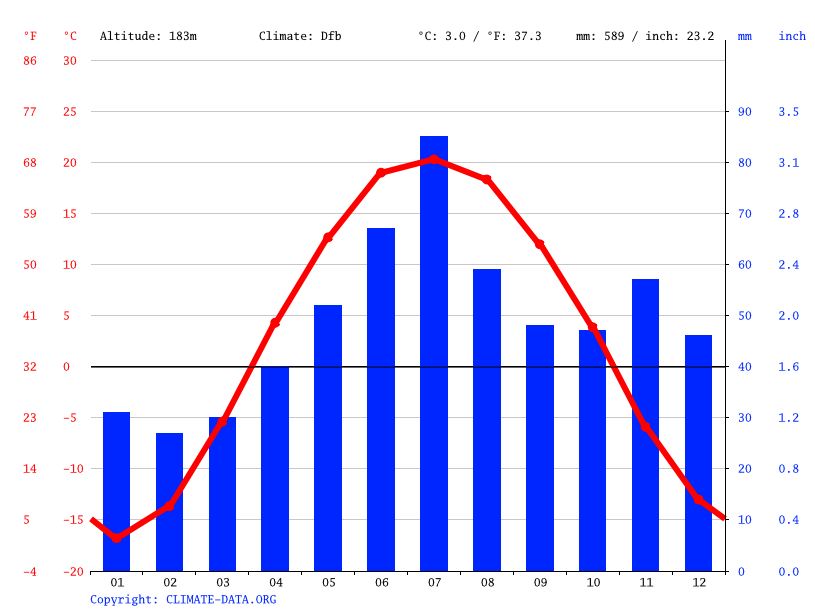 °F °C Altitude: 183m Climate: Dfb °C: 3.0 / °F: 37.3 mm: 589 / inch: 23.2 mm inch
86 30
77 25 90 3.5
68 20 80 3.1
59 15 70 2.8
50 10 60 2.4
41 5 50 2.0
32 0 40 1.6
23 -5 30 1.2
14 -10 20 0.8
5 -15 10 0.4
-4 -20 0 0.0
01 02 03 04 05 06 07 08 09 10 11 12
Copyright: CLIMATE-DATA.ORG